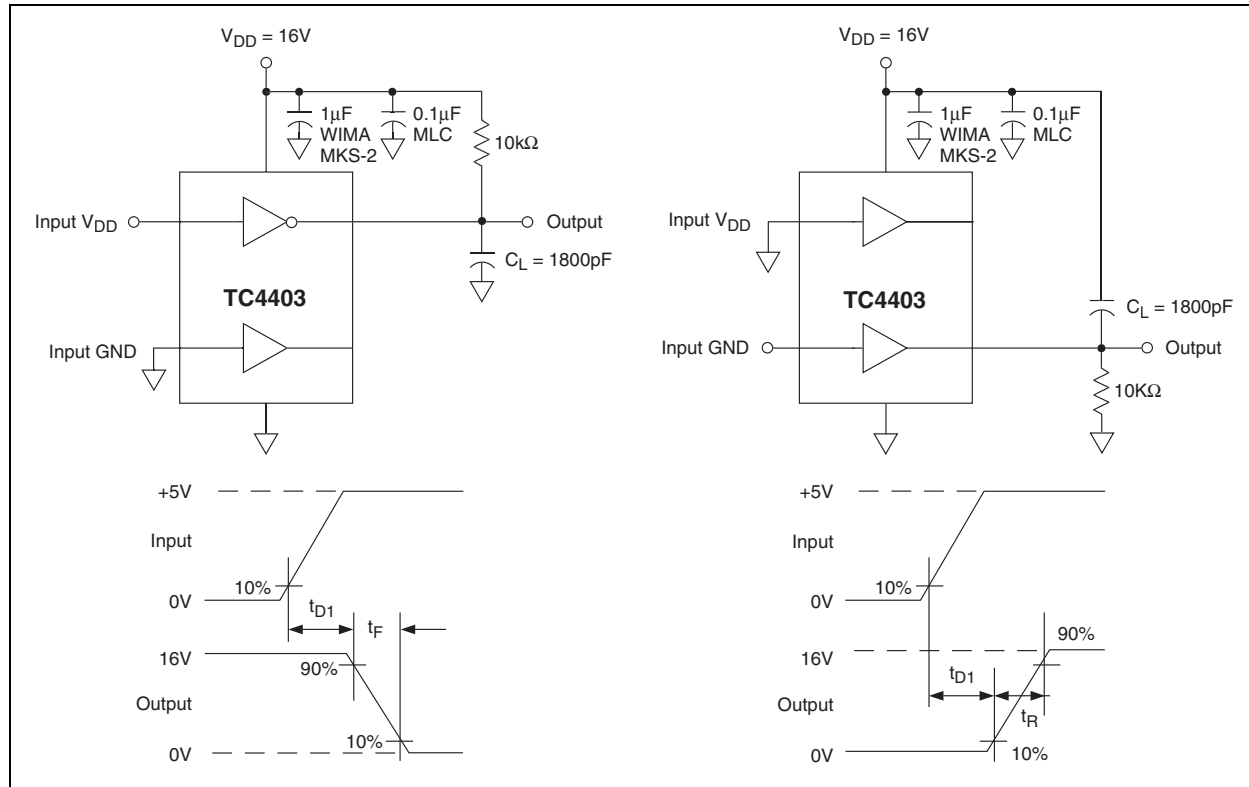 V_DD = 16V
1μF
WIMA
MKS-2
0.1μF
MLC
10kΩ
Input V_DD
Output
C_L = 1800pF
TC4403
Input GND
+5V
Input
10%
0V
t_D1
t_F
16V
90%
Output
10%
0V
V_DD = 16V
1μF
WIMA
MKS-2
0.1μF
MLC
Input V_DD
TC4403
C_L = 1800pF
Input GND
Output
10KΩ
+5V
Input
10%
0V
90%
16V
t_D1
t_R
Output
0V
10%